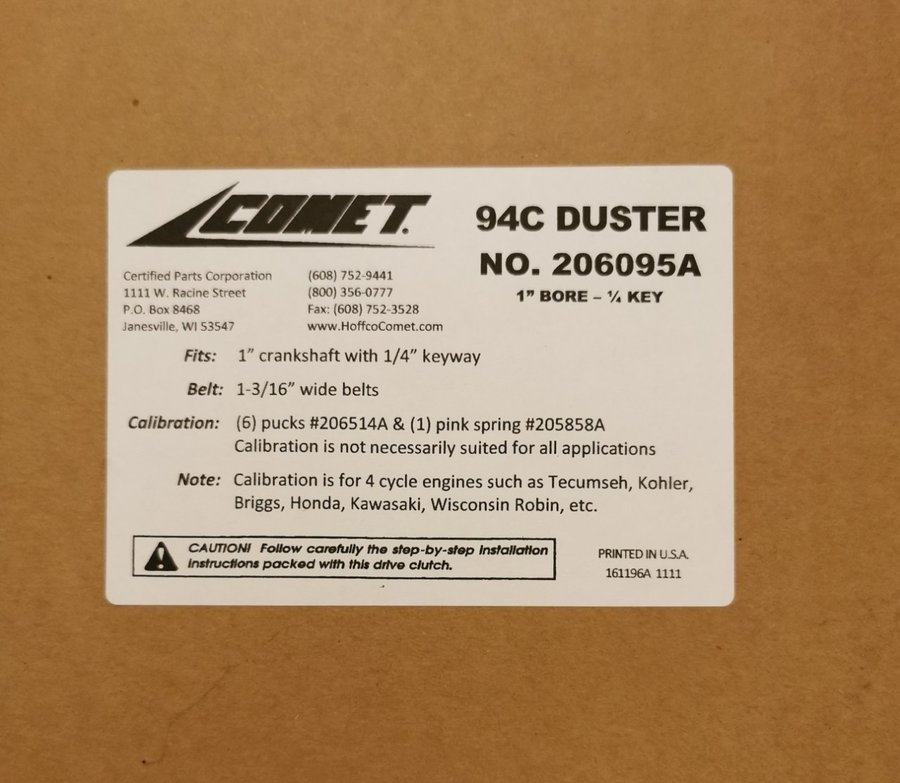 COMET.
94C DUSTER
NO. 206095A
1” BORE – ¼ KEY
Certified Parts Corporation
1111 W. Racine Street
P.O. Box 8468
Janesville, WI 53547
(608) 752-9441
(800) 356-0777
Fax: (608) 752-3528
www.HoffcoComet.com
Fits: 1” crankshaft with 1/4” keyway
Belt: 1-3/16” wide belts
Calibration: (6) pucks #206514A & (1) pink spring #205858A
Calibration is not necessarily suited for all applications
Note: Calibration is for 4 cycle engines such as Tecumseh, Kohler,
Briggs, Honda, Kawasaki, Wisconsin Robin, etc.
CAUTION! Follow carefully the step-by-step installation
instructions packed with this drive clutch.
PRINTED IN U.S.A.
161196A 1111